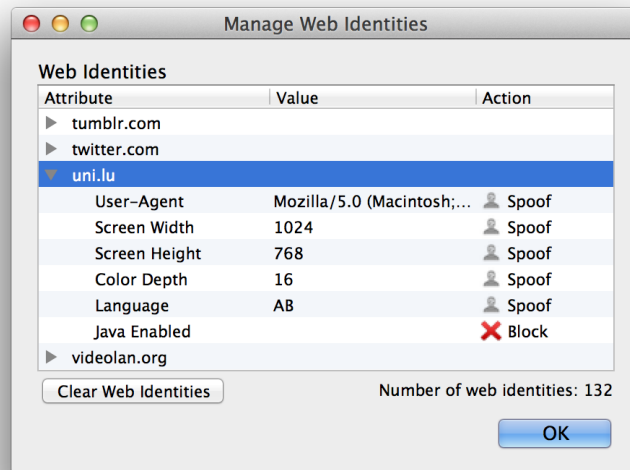 Manage Web Identities
Web Identities
Attribute Value Action
tumblr.com
twitter.com
uni.lu
User-Agent Mozilla/5.0 (Macintosh;... Spoof
Screen Width 1024 Spoof
Screen Height 768 Spoof
Color Depth 16 Spoof
Language AB Spoof
Java Enabled Block
videolan.org
Clear Web Identities Number of web identities: 132
OK